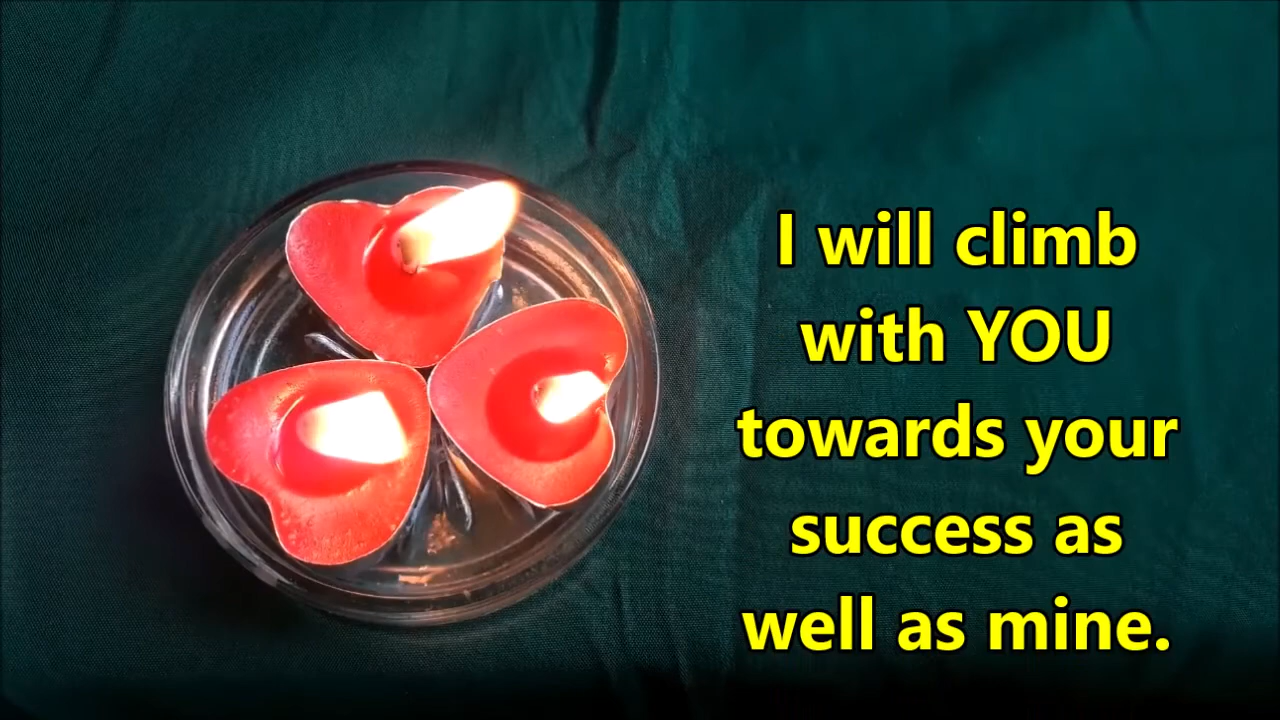 I will climb
with YOU
towards your
success as
well as mine.